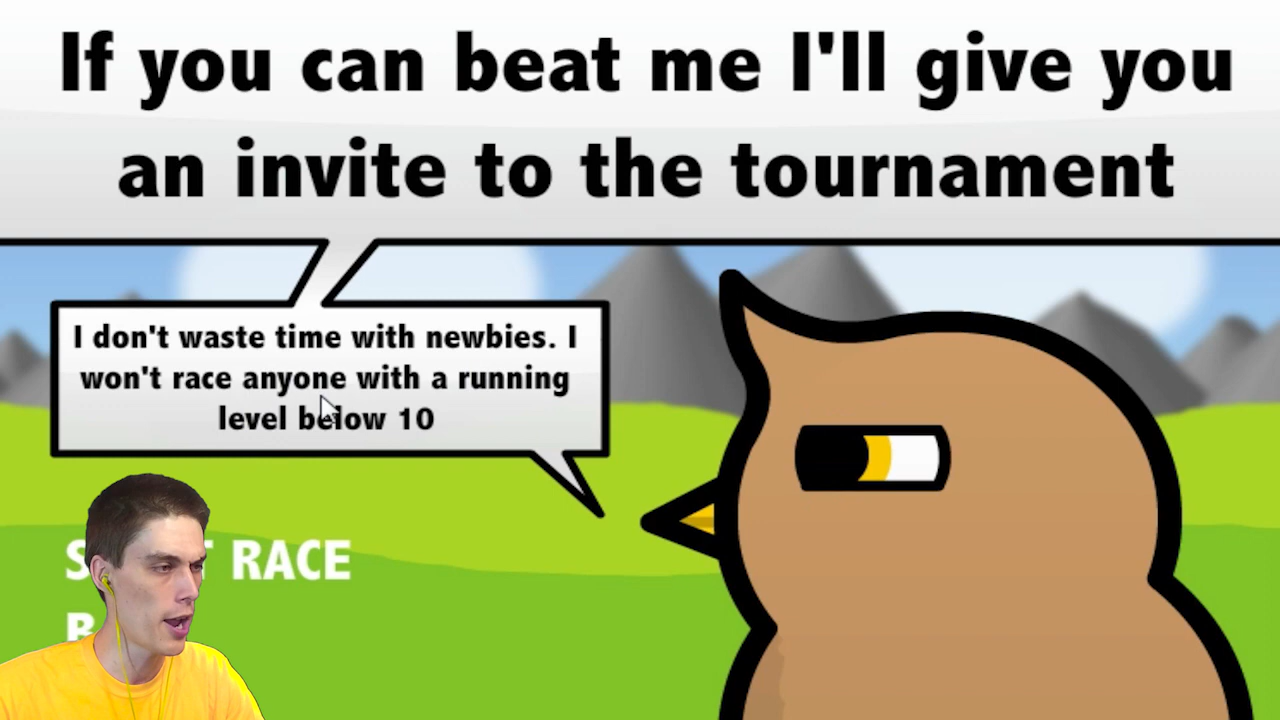 If you can beat me I'll give you
an invite to the tournament
I don't waste time with newbies. I
won't race anyone with a running
level below 10
RACE